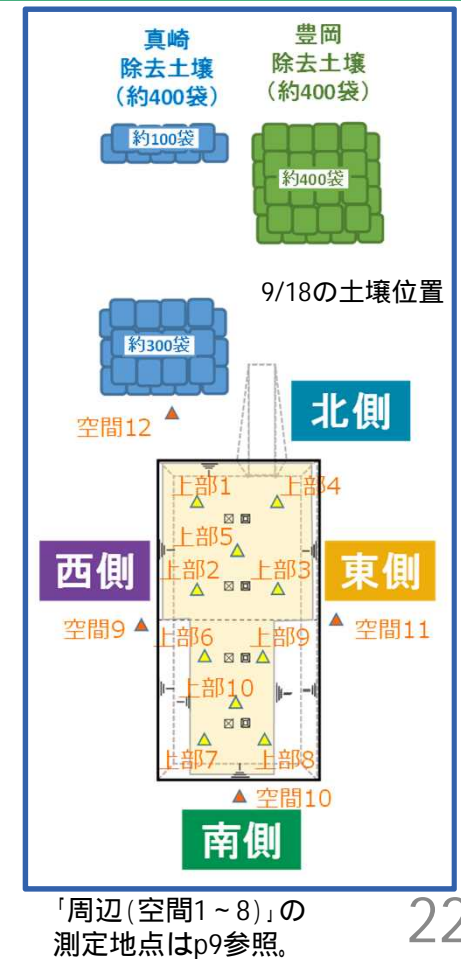 真崎
除去土壌
（約400袋）
豊岡
除去土壌
（約400袋）
約100袋
約400袋
9/18の土壌位置
約300袋
空間12
北側
上部1
上部4
上部5
西側
上部2
上部3
東側
空間9
上部6
上部9
空間11
上部10
上部7
上部8
空間10
南側
「周辺(空間1~8)」の
測定地点はp9参照。
22